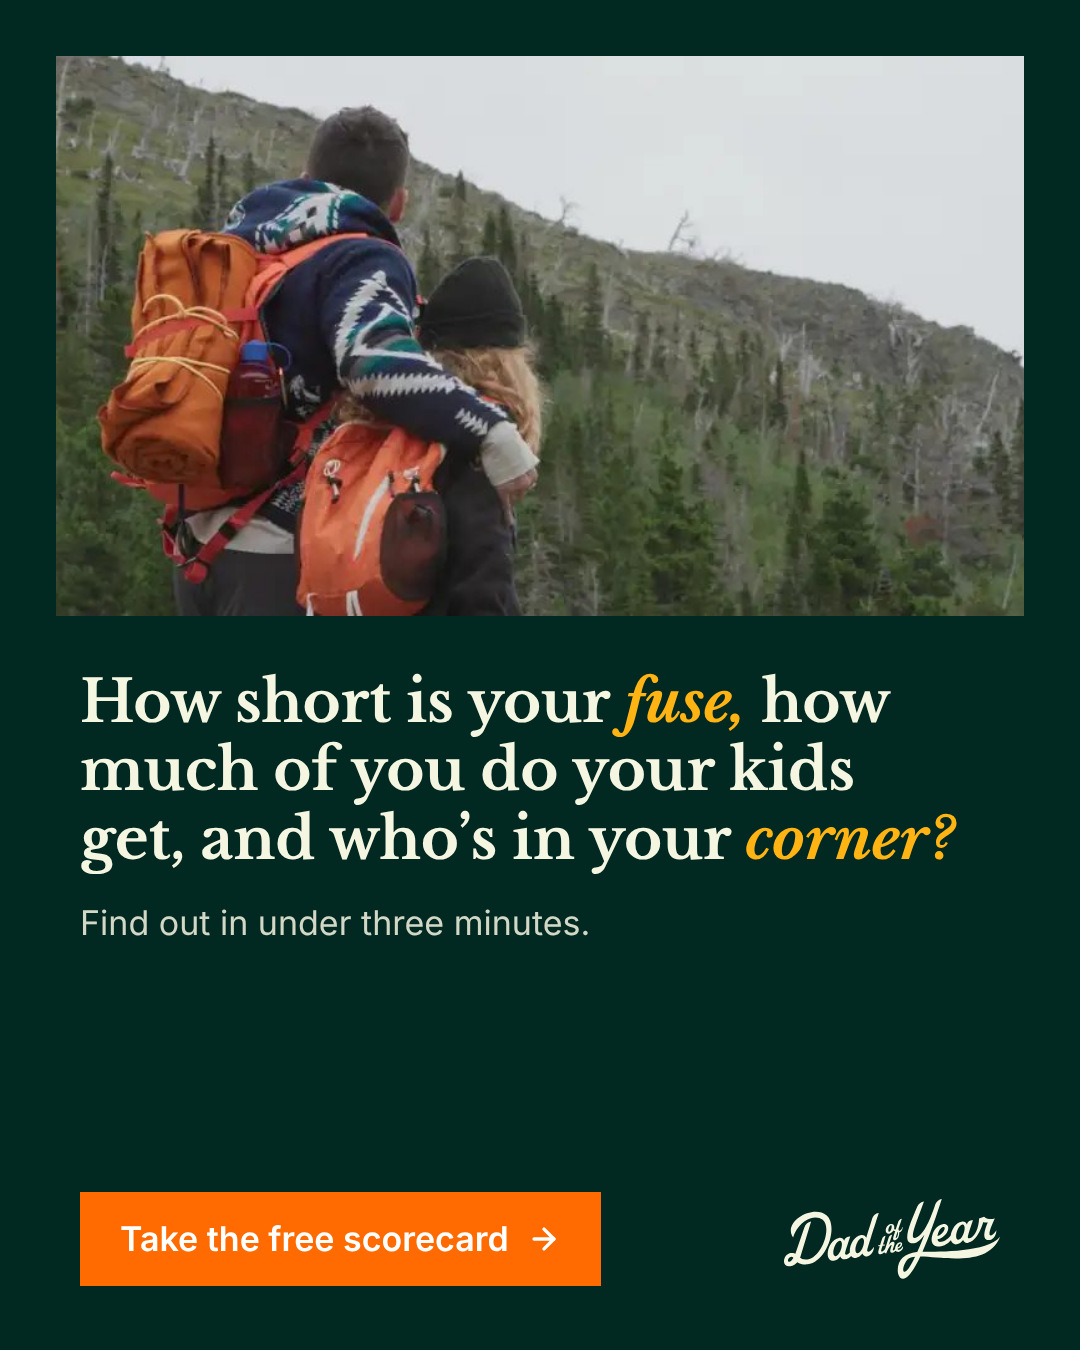 How short is your fuse, how
much of you do your kids
get, and who’s in your corner?
Find out in under three minutes.
Take the free scorecard →
Dad of the Year